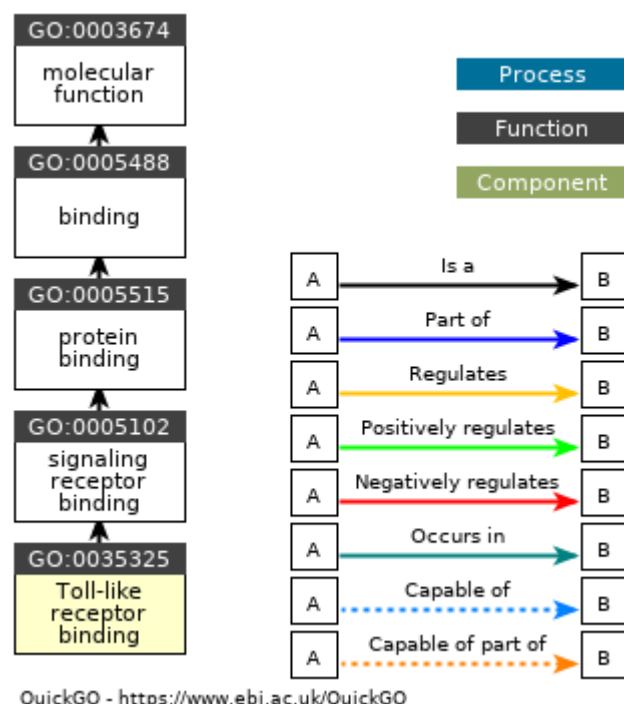 GO:0003674
molecular
function
GO:0005488
binding
GO:0005515
protein
binding
GO:0005102
signaling
receptor
binding
GO:0035325
Toll-like
receptor
binding
Process
Function
Component
A Is a B
A Part of B
A Regulates B
A Positively regulates B
A Negatively regulates B
A Occurs in B
A Capable of B
A Capable of part of B
QuickGO - https://www.ebi.ac.uk/QuickGO